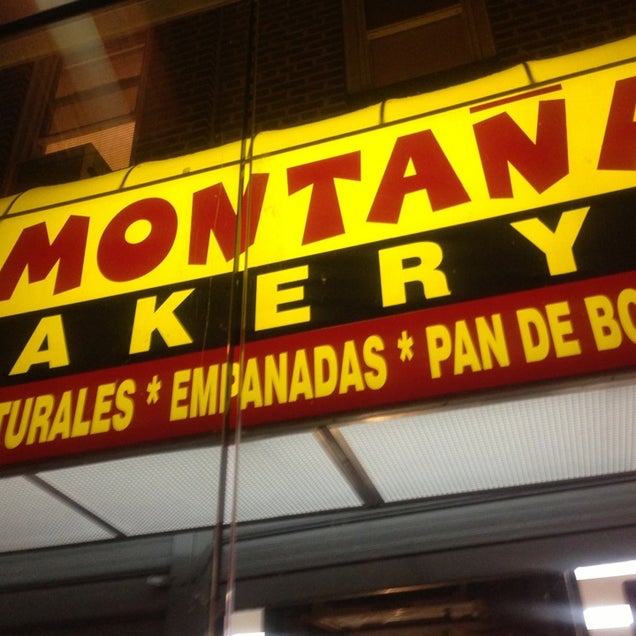 MONTAÑ
AKERY
TURALES * EMPANADAS * PAN DE BO